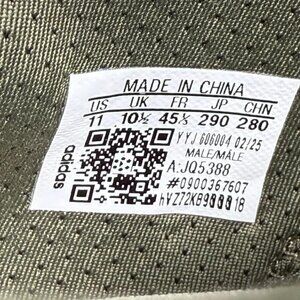 MADE IN CHINA
US UK FR JP CHN
11 10½ 45⅓ 290 280
YYJ 606004 02/25
MALE/MÂLE
A:JQ5388
#0900367607
adidas